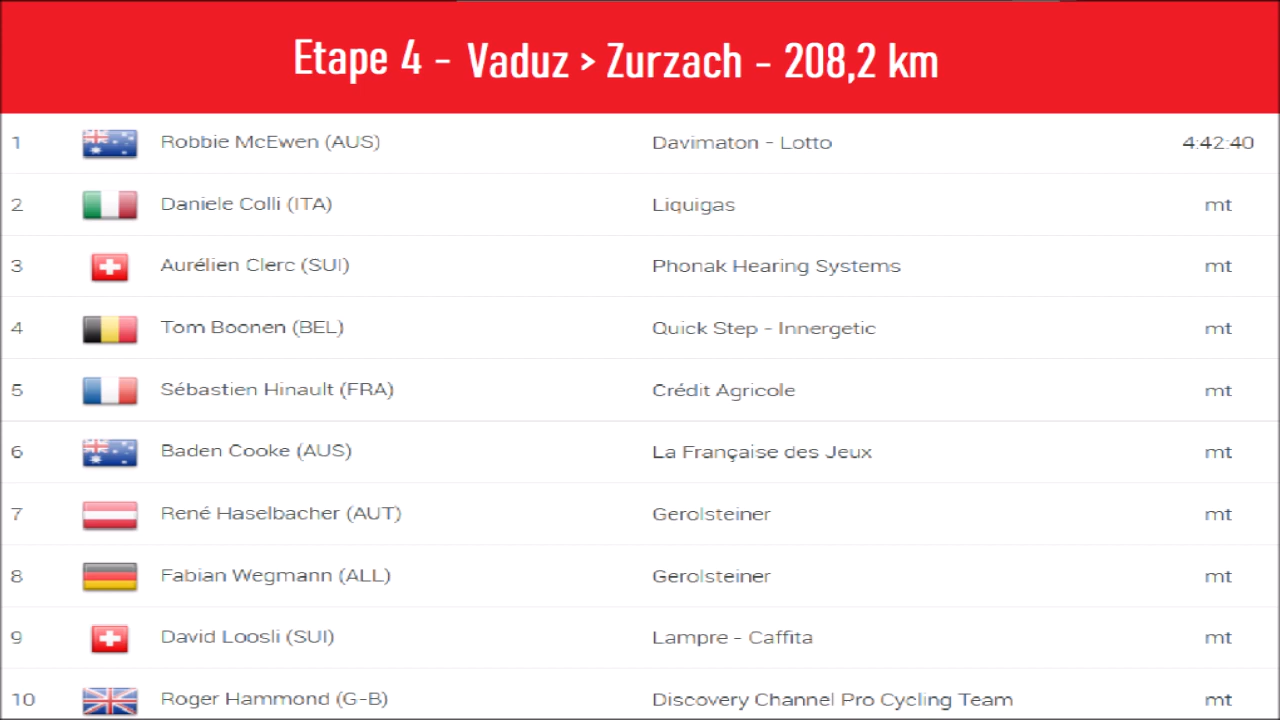 Etape 4 - Vaduz > Zurzach - 208,2 km
1 Robbie McEwen (AUS) Davimaton - Lotto 4:42:40
2 Daniele Colli (ITA) Liquigas mt
3 Aurélien Clerc (SUI) Phonak Hearing Systems mt
4 Tom Boonen (BEL) Quick Step - Innergetic mt
5 Sébastien Hinault (FRA) Crédit Agricole mt
6 Baden Cooke (AUS) La Française des Jeux mt
7 René Haselbacher (AUT) Gerolsteiner mt
8 Fabian Wegmann (ALL) Gerolsteiner mt
9 David Loosli (SUI) Lampre - Caffita mt
10 Roger Hammond (G-B) Discovery Channel Pro Cycling Team mt